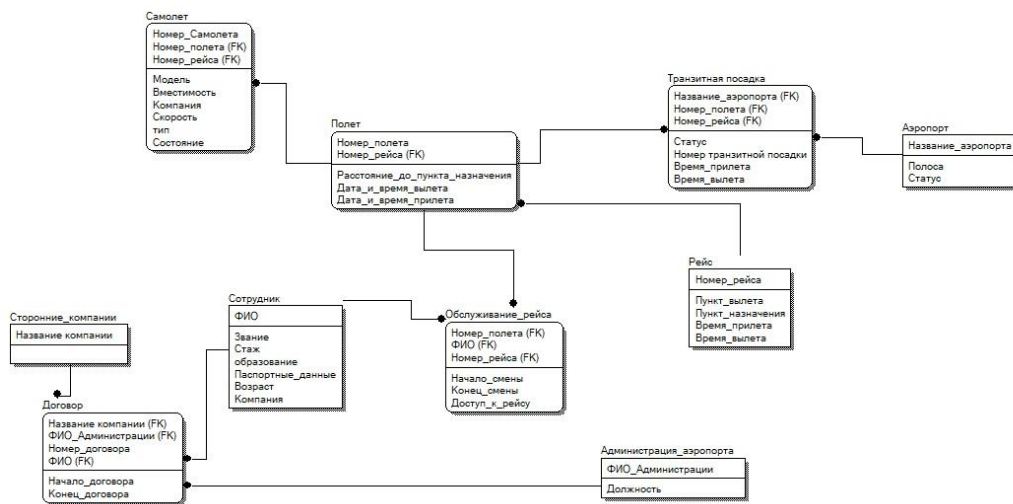 Самолет
Номер_Самолета
Номер_полета (FK)
Номер_рейса (FK)
Модель
Вместимость
Компания
Скорость
тип
Состояние
Полет
Номер_полета
Номер_рейса (FK)
Расстояние_до_пункта_назначения
Дата_и_время_вылета
Дата_и_время_прилета
Транзитная посадка
Название_аэропорта (FK)
Номер_полета (FK)
Номер_рейса (FK)
Статус
Номер транзитной посадки
Время_прилета
Время_вылета
Аэропорт
Название_аэропорта
Полоса
Статус
Рейс
Номер_рейса
Пункт_вылета
Пункт_назначения
Время_прилета
Время_вылета
Сторонние_компании
Название компании
Сотрудник
ФИО
Звание
Стаж
образование
Паспортные_данные
Возраст
Компания
Обслуживание_рейса
Номер_полета (FK)
ФИО (FK)
Номер_рейса (FK)
Начало_смены
Конец_смены
Доступ_к_рейсу
Договор
Название компании (FK)
ФИО_Администрации (FK)
Номер_договора
ФИО (FK)
Начало_договора
Конец_договора
Администрация_аэропорта
ФИО_Администрации
Должность